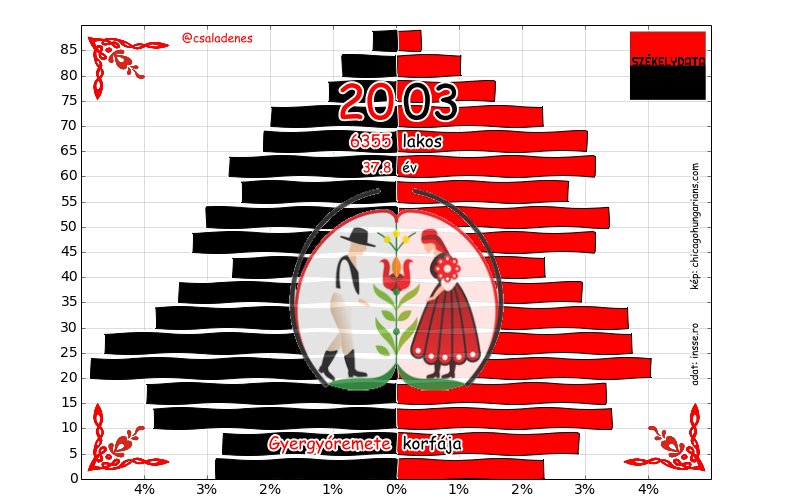 @csaladenes
SZÉKELYDATA
2003
6355 lakos
37.8 év
kép: chicagohungarians.com
adat: insse.ro
Gyergyóremete korfája
85
80
75
70
65
60
55
50
45
40
35
30
25
20
15
10
5
0
4% 3% 2% 1% 0% 1% 2% 3% 4%